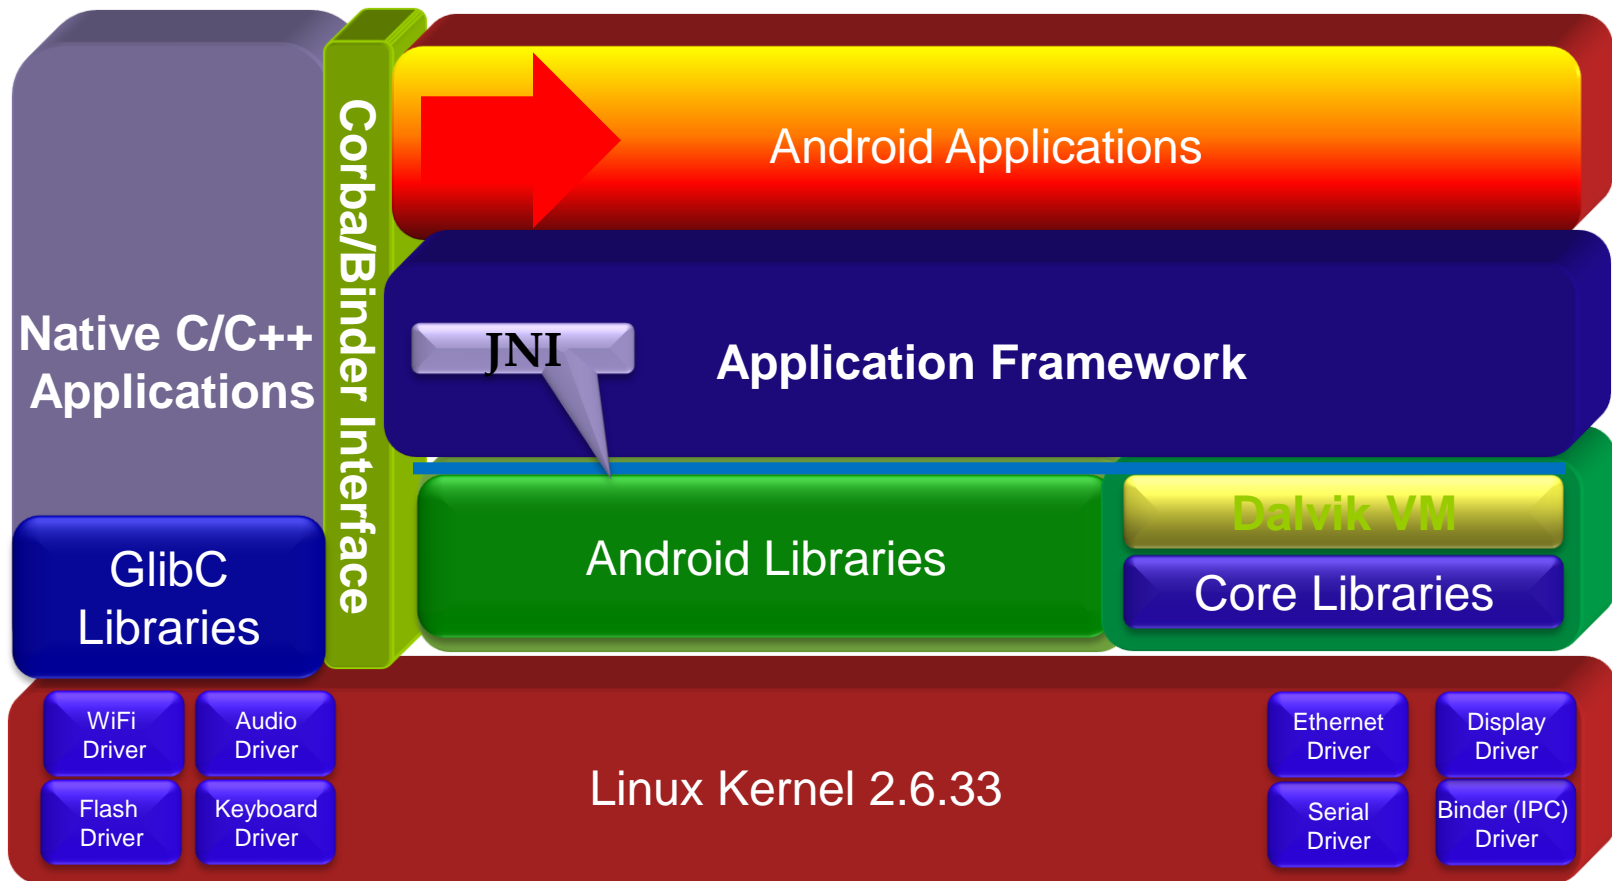 Native C/C++
Applications
GlibC
Libraries
Corba/Binder Interface
Android Applications
JNI
Application Framework
Android Libraries
Dalvik VM
Core Libraries
WiFi
Driver
Audio
Driver
Flash
Driver
Keyboard
Driver
Linux Kernel 2.6.33
Ethernet
Driver
Display
Driver
Serial
Driver
Binder (IPC)
Driver